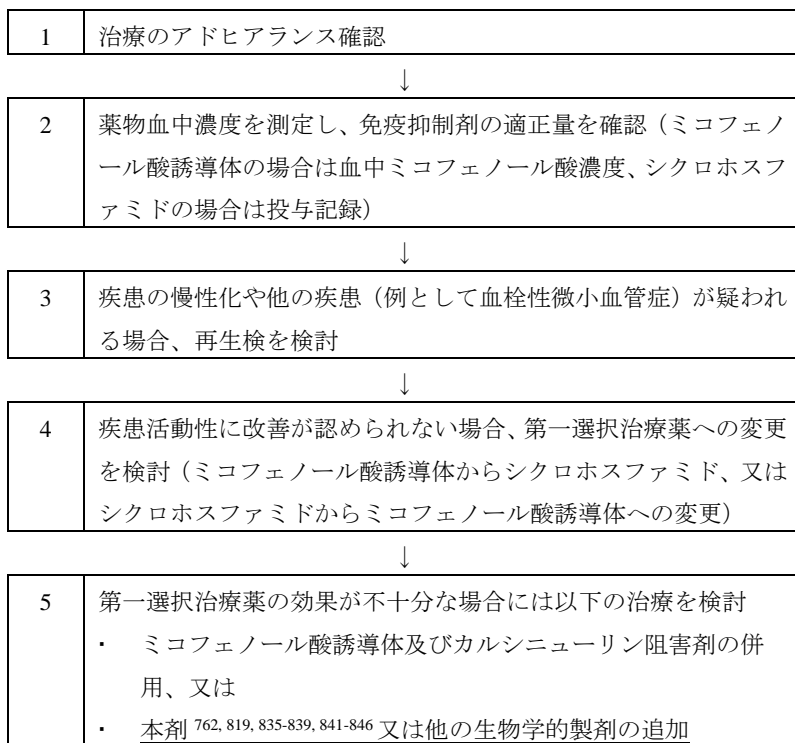 1 治療のアドヒアランス確認
↓
2 薬物血中濃度を測定し、免疫抑制剤の適正量を確認（ミコフェノ
ール酸誘導体の場合は血中ミコフェノール酸濃度、シクロホスフ
ァミドの場合は投与記録）
↓
3 疾患の慢性化や他の疾患（例として血栓性微小血管症）が疑われ
る場合、再生検を検討
↓
4 疾患活動性に改善が認められない場合、第一選択治療薬への変更
を検討（ミコフェノール酸誘導体からシクロホスファミド、又は
シクロホスファミドからミコフェノール酸誘導体への変更）
↓
5 第一選択治療薬の効果が不十分な場合には以下の治療を検討
・ ミコフェノール酸誘導体及びカルシニューリン阻害剤の併
用、又は
・ 本剤 762, 819, 835-839, 841-846 又は他の生物学的製剤の追加